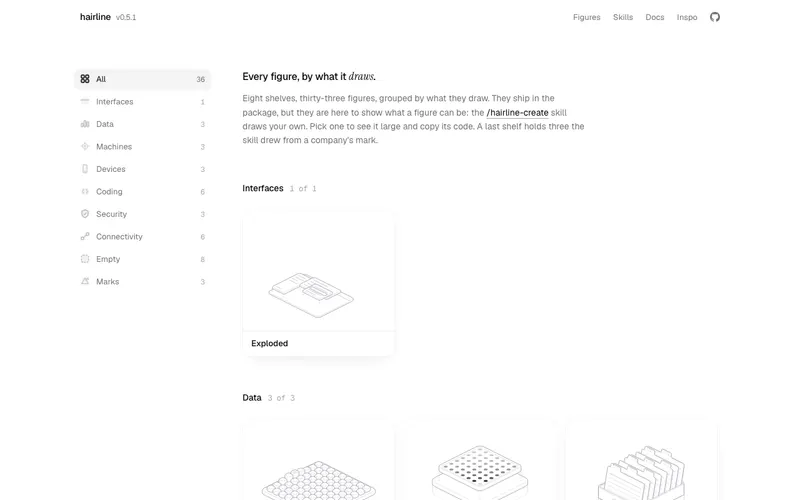 hairline v0.5.1
Figures Skills Docs Inspo
All 36
Interfaces 1
Data 3
Machines 3
Devices 3
Coding 6
Security 3
Connectivity 6
Empty 8
Marks 3
Every figure, by what it draws.
Eight shelves, thirty-three figures, grouped by what they draw. They ship in the
package, but they are here to show what a figure can be: the /hairline-create skill
draws your own. Pick one to see it large and copy its code. A last shelf holds three the
skill drew from a company's mark.
Interfaces 1 of 1
Exploded
Data 3 of 3